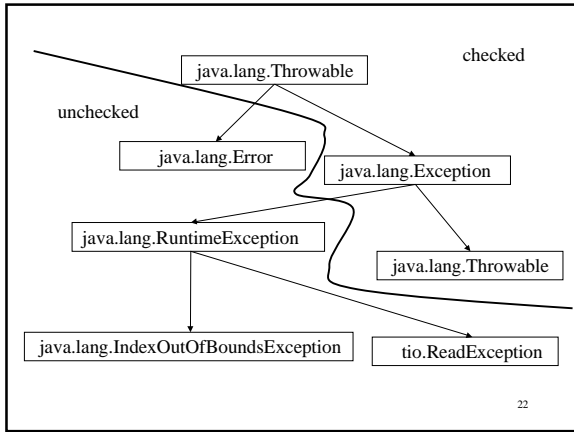 checked
java.lang.Throwable
unchecked
java.lang.Error
java.lang.Exception
java.lang.RuntimeException
java.lang.Throwable
java.lang.IndexOutOfBoundsException
tio.ReadException
22